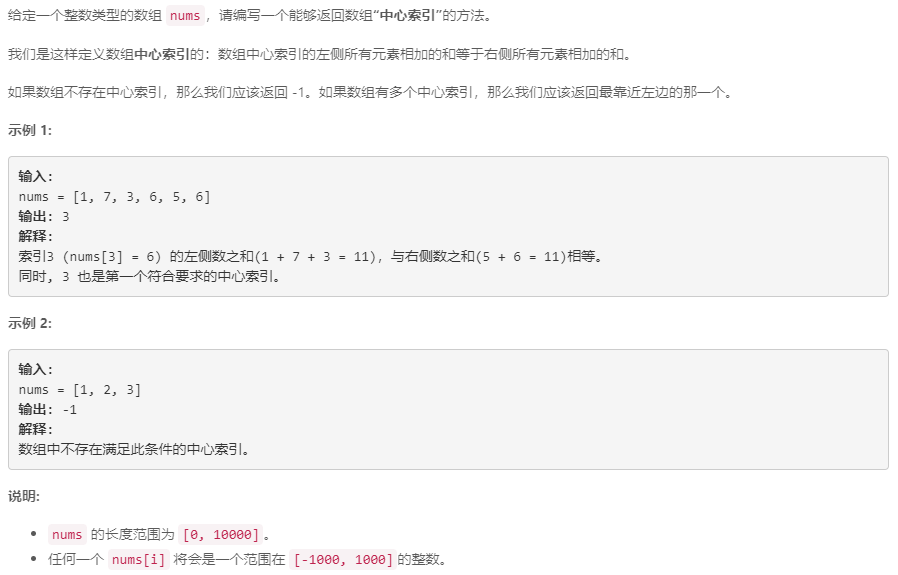 给定一个整数类型的数组 nums，请编写一个能够返回数组“中心索引”的方法。
我们是这样定义数组中心索引的：数组中心索引的左侧所有元素相加的和等于右侧所有元素相加的和。
如果数组不存在中心索引，那么我们应该返回 -1。如果数组有多个中心索引，那么我们应该返回最靠近左边的那一个。
示例 1:
输入:
nums = [1, 7, 3, 6, 5, 6]
输出: 3
解释:
索引3 (nums[3] = 6) 的左侧数之和(1 + 7 + 3 = 11)，与右侧数之和(5 + 6 = 11)相等。
同时, 3 也是第一个符合要求的中心索引。
示例 2:
输入:
nums = [1, 2, 3]
输出: -1
解释:
数组中不存在满足此条件的中心索引。
说明:
• nums 的长度范围为 [0, 10000]。
• 任何一个 nums[i] 将会是一个范围在 [-1000, 1000]的整数。